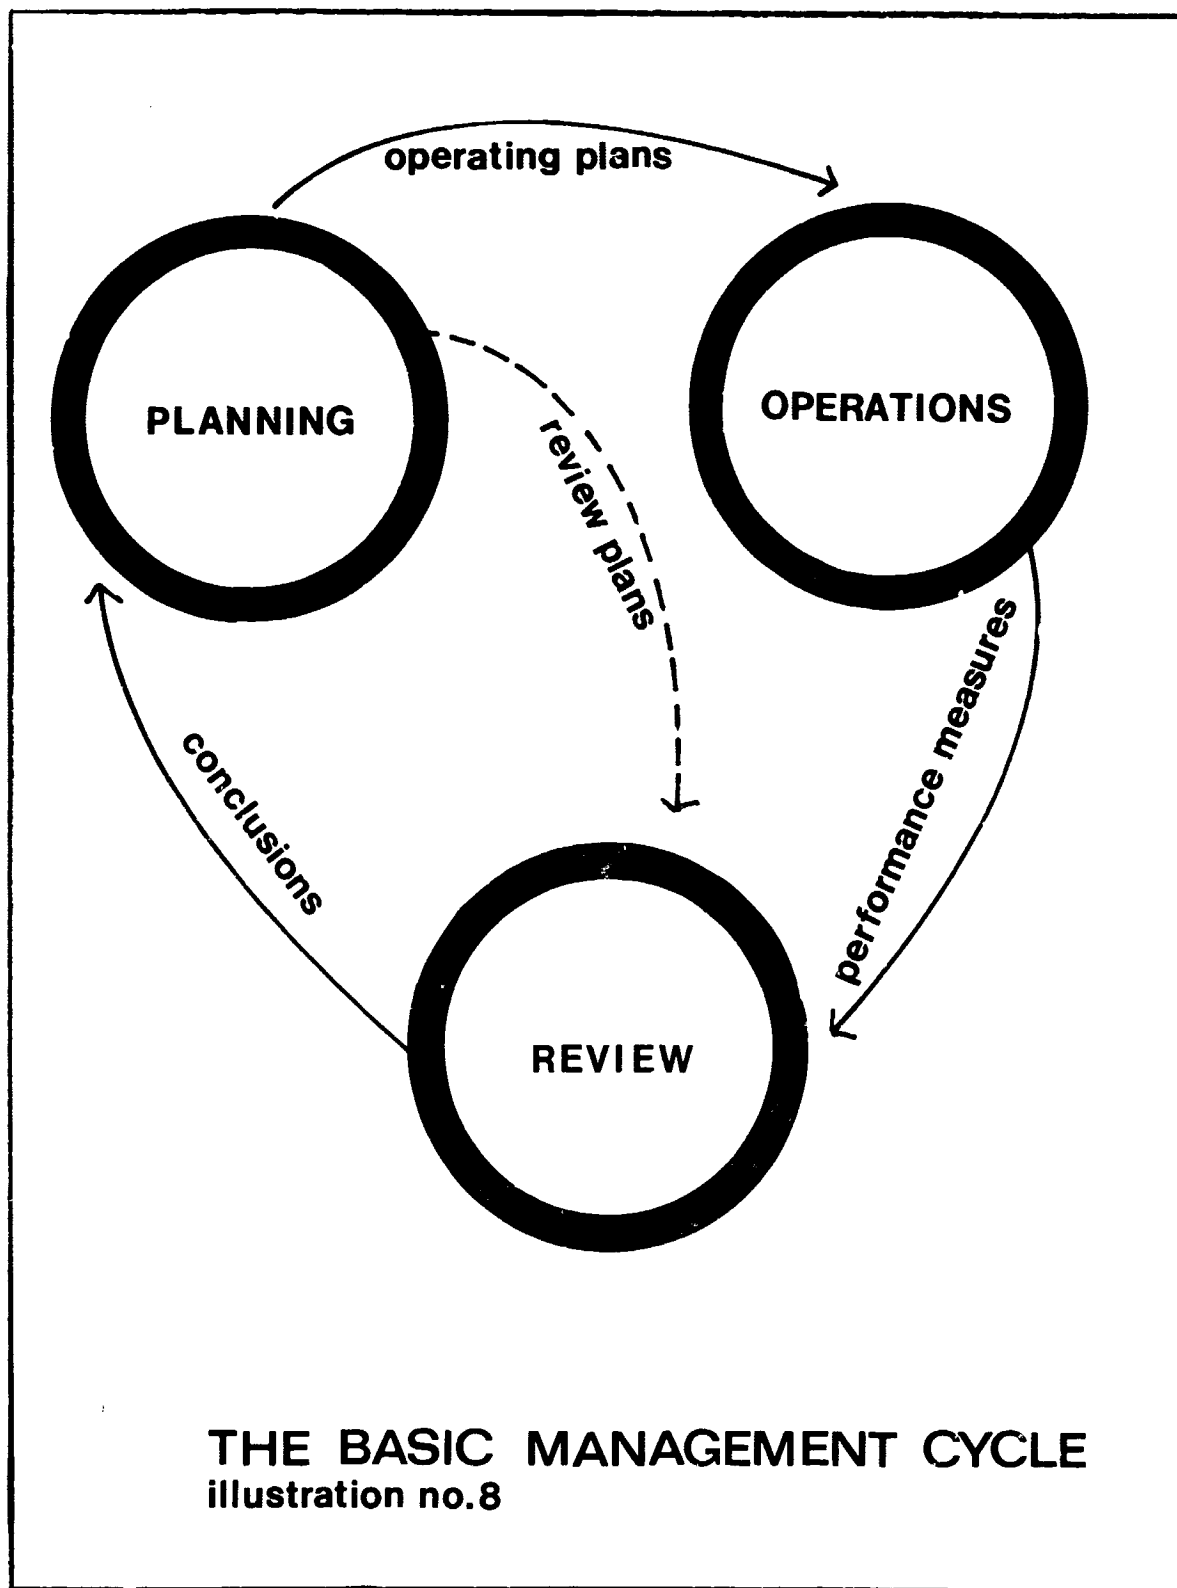 operating plans
PLANNING
OPERATIONS
review plans
performance measures
conclusions
REVIEW
THE BASIC MANAGEMENT CYCLE
illustration no.8